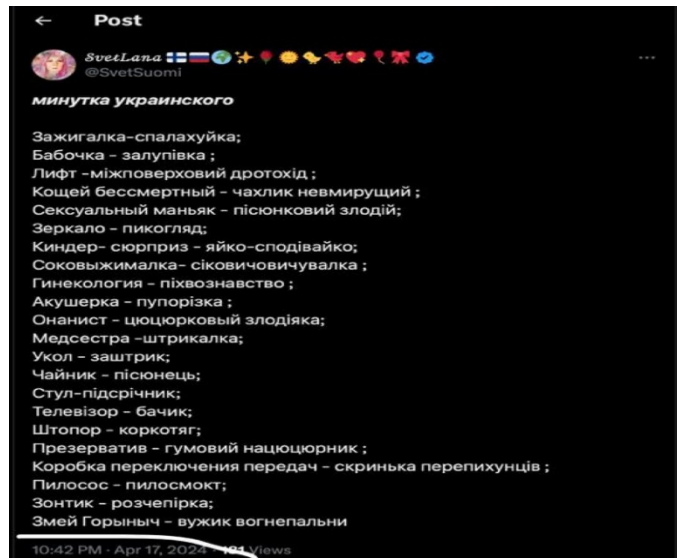 ← Post
SvetLana
@SvetSuomi
минутка украинского
Зажигалка-спалахуйка;
Бабочка - залупівка ;
Лифт -міжповерховий дротохід ;
Кощей бессмертный - чахлик невмирущий ;
Сексуальный маньяк - пісюнковий злодій;
Зеркало - пикогляд;
Киндер- сюрприз - яйко-сподівайко;
Соковыжималка- сіковичовичувалка ;
Гинекология - піхвознавство ;
Акушерка - пупорізка ;
Онанист - цюцюрковый злодіяка;
Медсестра -штрикалка;
Укол - заштрик;
Чайник - пісюнець;
Стул-підсрічник;
Телевізор - бачик;
Штопор - коркотяг;
Презерватив - гумовий нацюцюрник ;
Коробка переключения передач - скринька перепихунців ;
Пилосос - пилосмокт;
Зонтик - розчепірка;
Змей Горыныч - вужик вогнепальни
10:42 PM · Apr 17, 2024 · Views